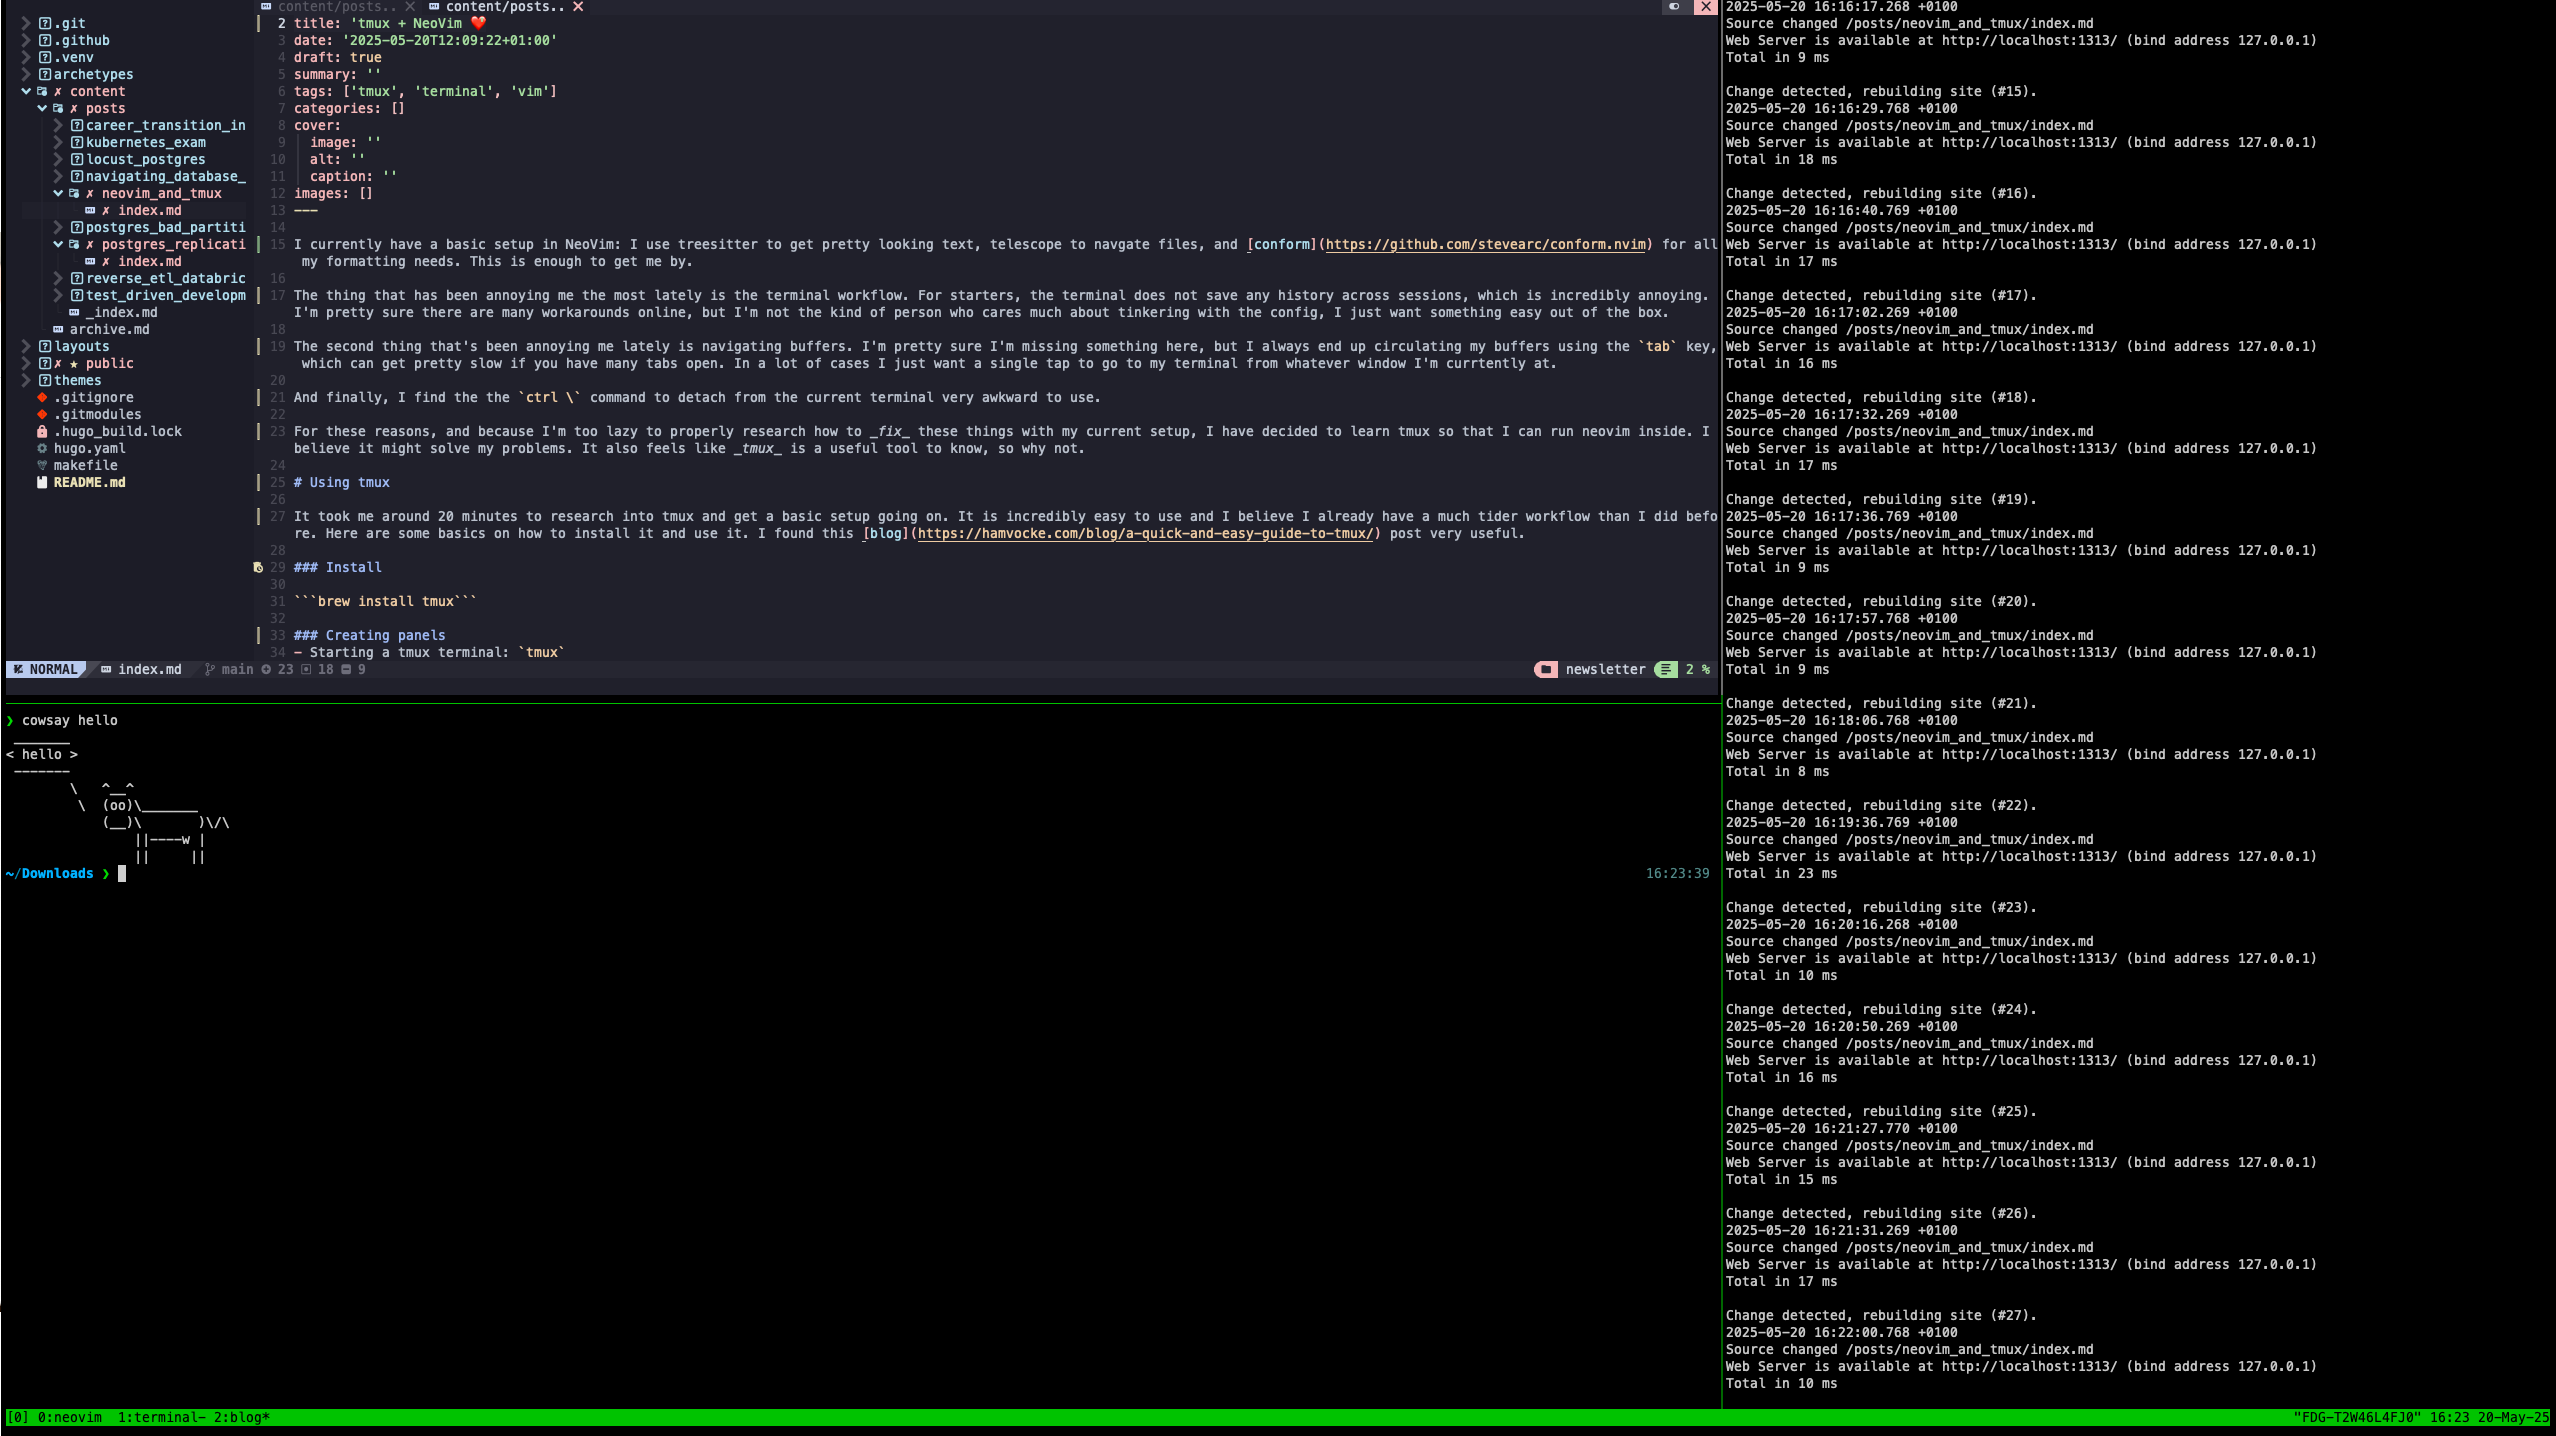 .git
.github
.venv
archetypes
content
posts
career_transition_in
kubernetes_exam
locust_postgres
navigating_database_
neovim_and_tmux
index.md
postgres_bad_partiti
postgres_replicati
index.md
reverse_etl_databric
test_driven_developm
_index.md
archive.md
layouts
public
themes
.gitignore
.gitmodules
.hugo_build.lock
hugo.yaml
makefile
README.md
content/posts.. content/posts..
2 title: 'tmux + NeoVim ❤️
3 date: '2025-05-20T12:09:22+01:00'
4 draft: true
5 summary: ''
6 tags: ['tmux', 'terminal', 'vim']
7 categories: []
8 cover:
9 image: ''
10 alt: ''
11 caption: ''
12 images: []
13 ---
14
15 I currently have a basic setup in NeoVim: I use treesitter to get pretty looking text, telescope to navgate files, and [conform](https://github.com/stevearc/conform.nvim) for all
my formatting needs. This is enough to get me by.
16
17 The thing that has been annoying me the most lately is the terminal workflow. For starters, the terminal does not save any history across sessions, which is incredibly annoying.
I'm pretty sure there are many workarounds online, but I'm not the kind of person who cares much about tinkering with the config, I just want something easy out of the box.
18
19 The second thing that's been annoying me lately is navigating buffers. I'm pretty sure I'm missing something here, but I always end up circulating my buffers using the `tab` key,
which can get pretty slow if you have many tabs open. In a lot of cases I just want a single tap to go to my terminal from whatever window I'm currtently at.
20
21 And finally, I find the the `ctrl \` command to detach from the current terminal very awkward to use.
22
23 For these reasons, and because I'm too lazy to properly research how to _fix_ these things with my current setup, I have decided to learn tmux so that I can run neovim inside. I
believe it might solve my problems. It also feels like _tmux_ is a useful tool to know, so why not.
24
25 # Using tmux
26
27 It took me around 20 minutes to research into tmux and get a basic setup going on. It is incredibly easy to use and I believe I already have a much tider workflow than I did befo
re. Here are some basics on how to install it and use it. I found this [blog](https://hamvocke.com/blog/a-quick-and-easy-guide-to-tmux/) post very useful.
28
29 ### Install
30
31 ```brew install tmux```
32
33 ### Creating panels
34 - Starting a tmux terminal: `tmux`
NORMAL index.md main 23 18 9 newsletter 2 %
❯ cowsay hello
 _______
< hello >
 -------
        \   ^__^
         \  (oo)\_______
            (__)\       )\/\
                ||----w |
                ||     ||
~/Downloads ❯ 16:23:39
2025-05-20 16:16:17.268 +0100
Source changed /posts/neovim_and_tmux/index.md
Web Server is available at http://localhost:1313/ (bind address 127.0.0.1)
Total in 9 ms
Change detected, rebuilding site (#15).
2025-05-20 16:16:29.768 +0100
Source changed /posts/neovim_and_tmux/index.md
Web Server is available at http://localhost:1313/ (bind address 127.0.0.1)
Total in 18 ms
Change detected, rebuilding site (#16).
2025-05-20 16:16:40.769 +0100
Source changed /posts/neovim_and_tmux/index.md
Web Server is available at http://localhost:1313/ (bind address 127.0.0.1)
Total in 17 ms
Change detected, rebuilding site (#17).
2025-05-20 16:17:02.269 +0100
Source changed /posts/neovim_and_tmux/index.md
Web Server is available at http://localhost:1313/ (bind address 127.0.0.1)
Total in 16 ms
Change detected, rebuilding site (#18).
2025-05-20 16:17:32.269 +0100
Source changed /posts/neovim_and_tmux/index.md
Web Server is available at http://localhost:1313/ (bind address 127.0.0.1)
Total in 17 ms
Change detected, rebuilding site (#19).
2025-05-20 16:17:36.769 +0100
Source changed /posts/neovim_and_tmux/index.md
Web Server is available at http://localhost:1313/ (bind address 127.0.0.1)
Total in 9 ms
Change detected, rebuilding site (#20).
2025-05-20 16:17:57.768 +0100
Source changed /posts/neovim_and_tmux/index.md
Web Server is available at http://localhost:1313/ (bind address 127.0.0.1)
Total in 9 ms
Change detected, rebuilding site (#21).
2025-05-20 16:18:06.768 +0100
Source changed /posts/neovim_and_tmux/index.md
Web Server is available at http://localhost:1313/ (bind address 127.0.0.1)
Total in 8 ms
Change detected, rebuilding site (#22).
2025-05-20 16:19:36.769 +0100
Source changed /posts/neovim_and_tmux/index.md
Web Server is available at http://localhost:1313/ (bind address 127.0.0.1)
Total in 23 ms
Change detected, rebuilding site (#23).
2025-05-20 16:20:16.268 +0100
Source changed /posts/neovim_and_tmux/index.md
Web Server is available at http://localhost:1313/ (bind address 127.0.0.1)
Total in 10 ms
Change detected, rebuilding site (#24).
2025-05-20 16:20:50.269 +0100
Source changed /posts/neovim_and_tmux/index.md
Web Server is available at http://localhost:1313/ (bind address 127.0.0.1)
Total in 16 ms
Change detected, rebuilding site (#25).
2025-05-20 16:21:27.770 +0100
Source changed /posts/neovim_and_tmux/index.md
Web Server is available at http://localhost:1313/ (bind address 127.0.0.1)
Total in 15 ms
Change detected, rebuilding site (#26).
2025-05-20 16:21:31.269 +0100
Source changed /posts/neovim_and_tmux/index.md
Web Server is available at http://localhost:1313/ (bind address 127.0.0.1)
Total in 17 ms
Change detected, rebuilding site (#27).
2025-05-20 16:22:00.768 +0100
Source changed /posts/neovim_and_tmux/index.md
Web Server is available at http://localhost:1313/ (bind address 127.0.0.1)
Total in 10 ms
[0] 0:neovim 1:terminal- 2:blog* "FDG-T2W46L4FJ0" 16:23 20-May-25